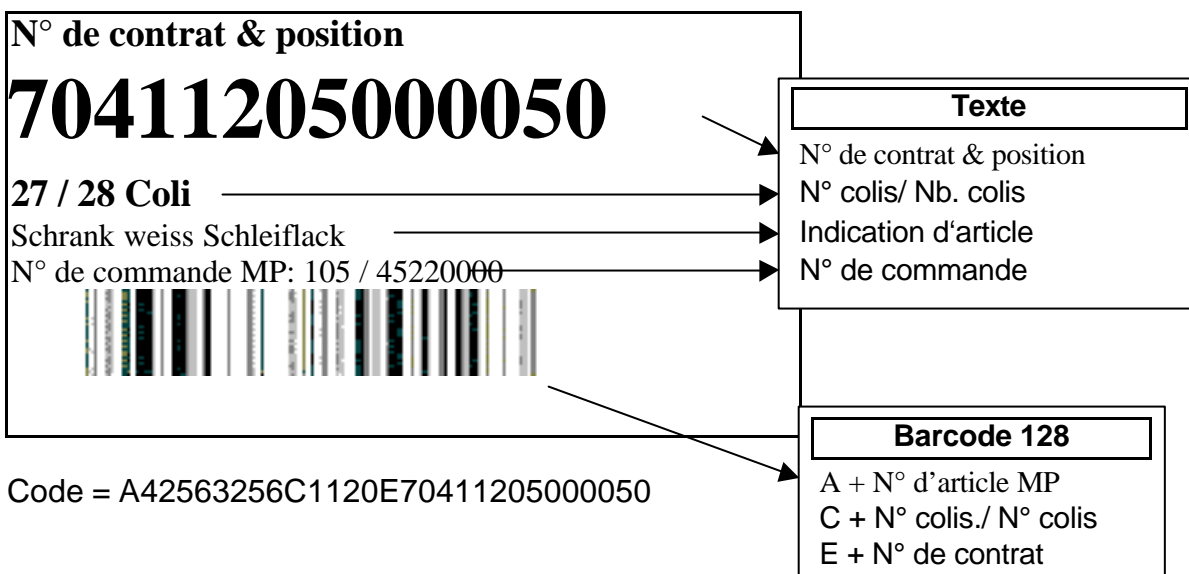 N° de contrat & position
70411205000050
27 / 28 Coli
Schrank weiss Schleiflack
N° de commande MP: 105 / 45220000
Texte
N° de contrat & position
N° colis/ Nb. colis
Indication d‘article
N° de commande
Code = A42563256C1120E70411205000050
Barcode 128
A + N° d’article MP
C + N° colis./ N° colis
E + N° de contrat